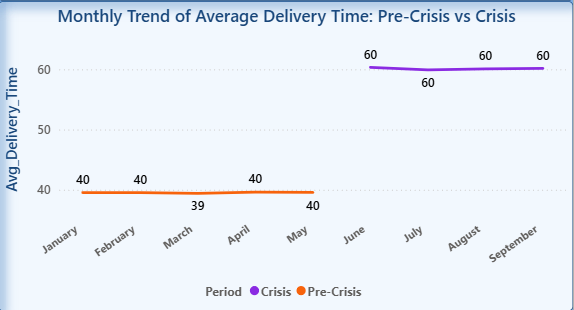 Monthly Trend of Average Delivery Time: Pre-Crisis vs Crisis
Avg_Delivery_Time
60
50
40
40
40
39
40
40
60
60
60
60
January
February
March
April
May
June
July
August
September
Period Crisis Pre-Crisis